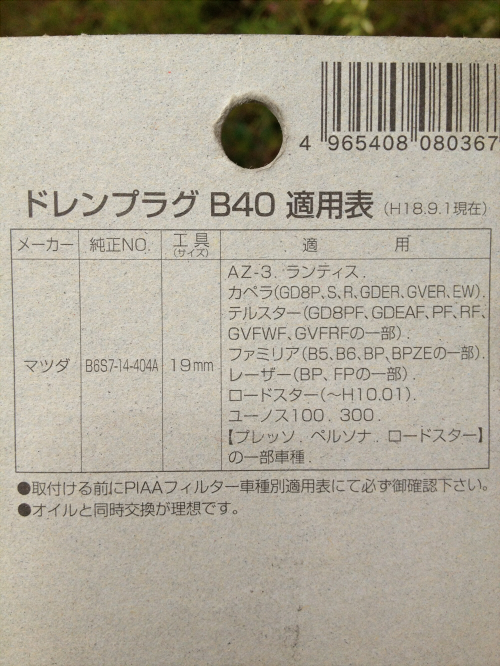 4 965408 080367
ドレンプラグ B40 適用表 (H18.9.1現在)
メーカー 純正NO. 工具 (サイズ) 適用
マツダ B6S7-14-404A 19mm
AZ-3. ランティス.
カペラ(GD8P、S、R、GDER、GVER、EW).
テルスター(GD8PF、GDEAF、PF、RF、
GVFWF、GVFRFの一部).
ファミリア(B5、B6、BP、BPZEの一部).
レーザー(BP、FPの一部).
ロードスター(～H10.01).
ユーノス100. 300.
【プレッソ. ペルソナ. ロードスター】
の一部車種.
●取付ける前にPIAAフィルター車種別適用表にて必ず御確認下さい。
●オイルと同時交換が理想です。